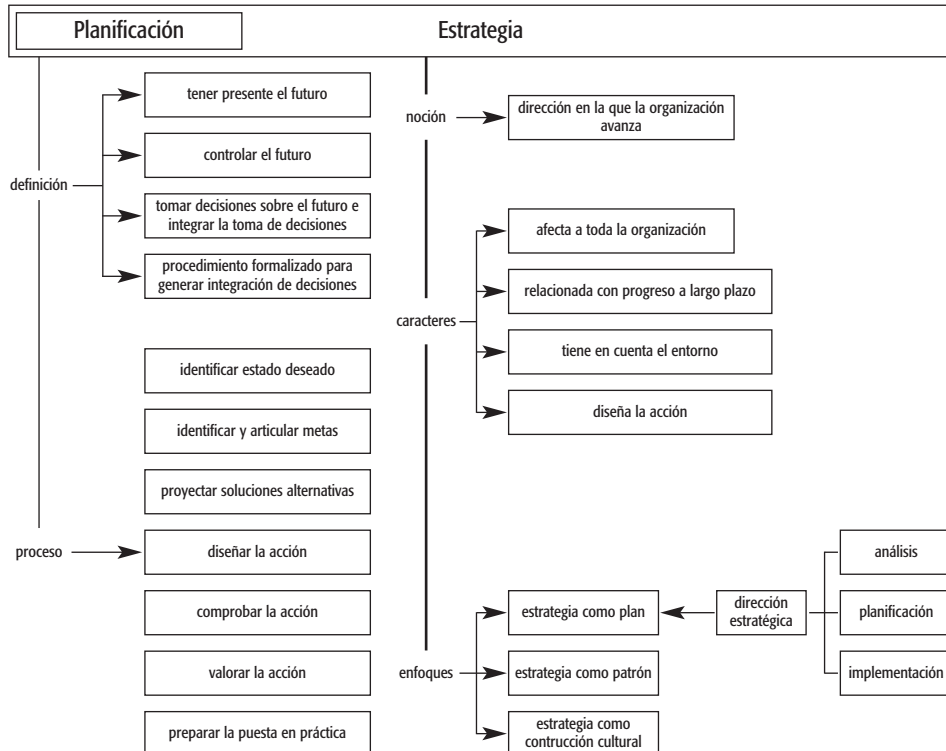 Planificación
Estrategia
definición
tener presente el futuro
controlar el futuro
tomar decisiones sobre el futuro e
integrar la toma de decisiones
procedimiento formalizado para
generar integración de decisiones
proceso
identificar estado deseado
identificar y articular metas
proyectar soluciones alternativas
diseñar la acción
comprobar la acción
valorar la acción
preparar la puesta en práctica
noción
dirección en la que la organización
avanza
caracteres
afecta a toda la organización
relacionada con progreso a largo plazo
tiene en cuenta el entorno
diseña la acción
enfoques
estrategia como plan
estrategia como patrón
estrategia como
contrucción cultural
dirección
estratégica
análisis
planificación
implementación